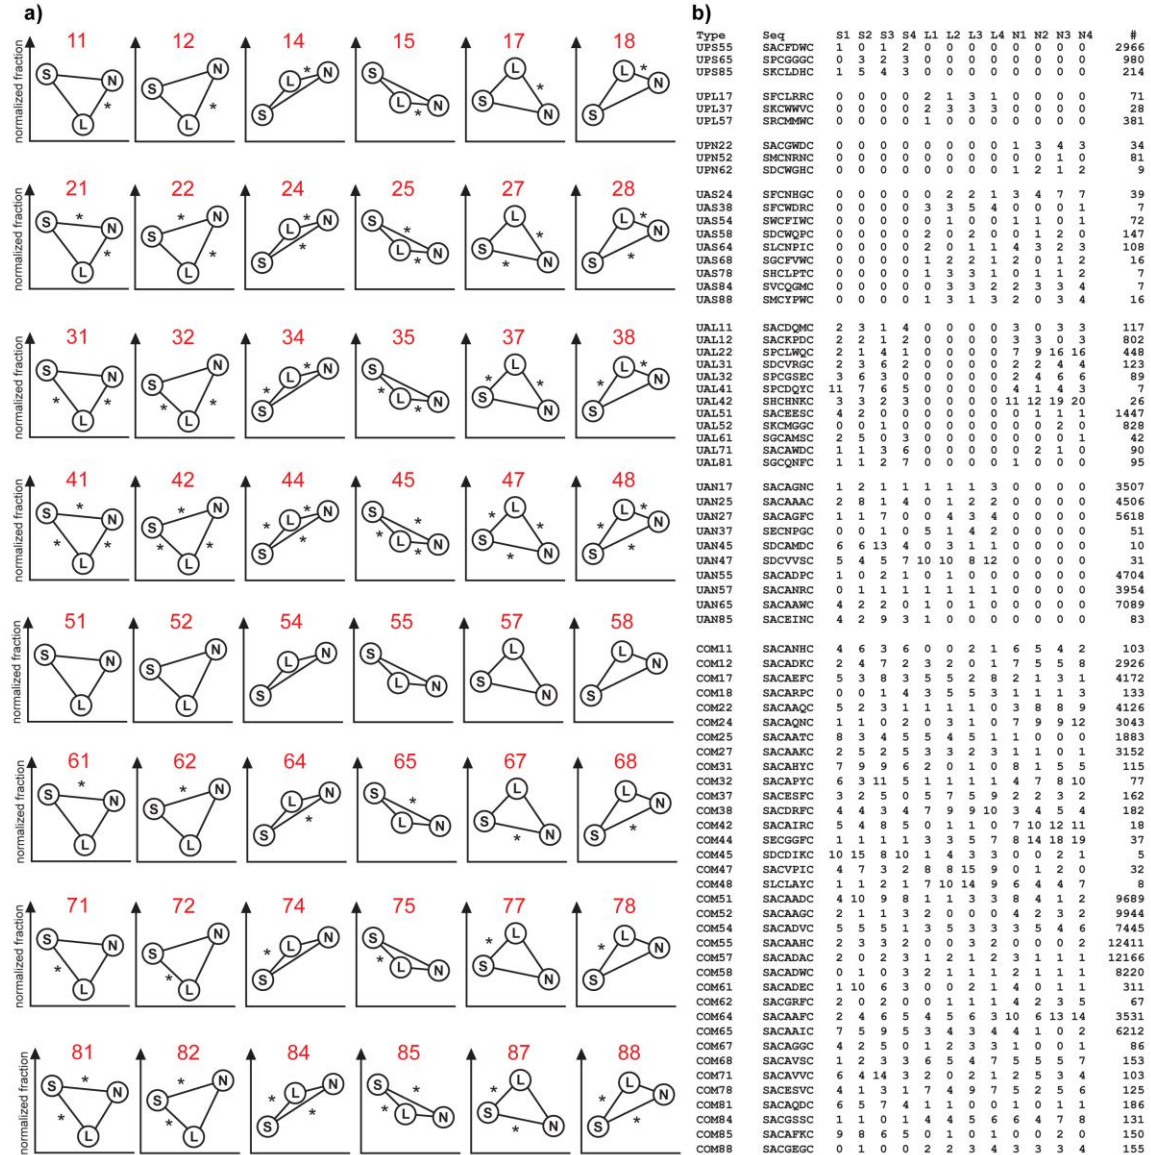 a)
11 12 14 15 17 18
normalized fraction
S N L * S N L * S L N * S L N * S L N * S L N *
21 22 24 25 27 28
normalized fraction
S N L * * S N L * * S L N * * S L N * * S L N * * S L N * *
31 32 34 35 37 38
normalized fraction
S N L * * S N L * * S L N * * S L N * * S L N * * S L N * *
41 42 44 45 47 48
normalized fraction
S N L * * * S N L * * * S L N * * * S L N * * * S L N * * * S L N * * *
51 52 54 55 57 58
normalized fraction
S N L S N L S L N S L N S L N S L N
61 62 64 65 67 68
normalized fraction
S N L * S N L * S L N * S L N * S L N * S L N *
71 72 74 75 77 78
normalized fraction
S N L * S N L * S L N * S L N * S L N * S L N *
81 82 84 85 87 88
normalized fraction
S N L * * S N L * * S L N * * S L N * * S L N * * S L N * *
b)
Type Seq S1 S2 S3 S4 L1 L2 L3 L4 N1 N2 N3 N4 #
UPS55 SACFDWC 1 0 1 2 0 0 0 0 0 0 0 0 2966
UPS65 SPCGGGC 0 3 2 3 0 0 0 0 0 0 0 0 980
UPS85 SKCLDHC 1 5 4 3 0 0 0 0 0 0 0 0 214
UPL17 SFCLRRC 0 0 0 0 2 1 3 1 0 0 0 0 71
UPL37 SKCWWVC 0 0 0 0 2 3 3 3 0 0 0 0 28
UPL57 SRCMMWC 0 0 0 0 1 0 0 0 0 0 0 0 381
UPN22 SACGWDC 0 0 0 0 0 0 0 0 1 3 4 3 34
UPN52 SMCNRNC 0 0 0 0 0 0 0 0 0 0 1 0 81
UPN62 SDCWGHC 0 0 0 0 0 0 0 0 1 2 1 2 9
UAS24 SFCNHGC 0 0 0 0 0 2 2 1 3 4 7 7 39
UAS38 SFCWDRC 0 0 0 0 3 3 5 4 0 0 0 1 7
UAS54 SWCFIWC 0 0 0 0 0 1 0 0 1 1 0 1 72
UAS58 SDCWQPC 0 0 0 0 2 0 2 0 0 1 2 0 147
UAS64 SLCNPIC 0 0 0 0 2 0 1 1 4 3 2 3 108
UAS68 SGCFVWC 0 0 0 0 1 2 2 1 2 0 1 2 16
UAS78 SHCLPTC 0 0 0 0 1 3 3 1 0 1 1 2 7
UAS84 SVCQGMC 0 0 0 0 0 3 3 2 2 3 3 4 7
UAS88 SMCYPWC 0 0 0 0 1 3 1 3 2 0 3 4 16
UAL11 SACDQMC 2 3 1 4 0 0 0 0 3 0 3 3 117
UAL12 SACKPDC 2 2 1 2 0 0 0 0 3 3 0 3 802
UAL22 SPCLWQC 2 1 4 1 0 0 0 0 7 9 16 16 448
UAL31 SDCVRGC 2 3 6 2 0 0 0 0 2 2 4 4 123
UAL32 SPCGSEC 3 6 3 0 0 0 0 0 2 4 6 6 89
UAL41 SPCDQYC 11 7 6 5 0 0 0 0 4 1 4 3 7
UAL42 SHCHNKC 3 3 2 3 0 0 0 0 11 12 19 20 26
UAL51 SACEESC 4 2 0 0 0 0 0 0 0 1 1 1 1447
UAL52 SKCMGGC 0 0 1 0 0 0 0 0 0 0 2 0 828
UAL61 SGCAMSC 2 5 0 3 0 0 0 0 0 0 0 1 42
UAL71 SACAWDC 1 1 3 6 0 0 0 0 0 2 1 0 90
UAL81 SGCQNFC 1 1 2 7 0 0 0 0 1 0 0 0 95
UAN17 SACAGNC 1 2 1 1 1 1 1 3 0 0 0 0 3507
UAN25 SACAAAC 2 8 1 4 0 1 2 2 0 0 0 0 4506
UAN27 SACAGFC 1 1 7 0 0 4 3 4 0 0 0 0 5618
UAN37 SECNPGC 0 0 1 0 5 1 4 2 0 0 0 0 51
UAN45 SDCAMDC 6 6 13 4 0 3 1 1 0 0 0 0 10
UAN47 SDCVVSC 5 4 5 7 10 10 8 12 0 0 0 0 31
UAN55 SACADPC 1 0 2 1 0 1 0 0 0 0 0 0 4704
UAN57 SACANRC 0 1 1 1 1 1 1 1 0 0 0 0 3954
UAN65 SACAAWC 4 2 2 0 1 0 1 0 0 0 0 0 7089
UAN85 SACEINC 4 2 9 3 1 0 0 0 0 0 0 0 83
COM11 SACANHC 4 6 3 6 0 0 2 1 6 5 4 2 103
COM12 SACADKC 2 4 7 2 3 2 0 1 7 5 5 8 2926
COM17 SACAEFC 5 3 8 3 5 5 2 8 2 1 3 1 4172
COM18 SACARPC 0 0 1 4 3 5 5 3 1 1 1 3 133
COM22 SACAAQC 5 2 3 1 1 1 1 0 3 8 8 9 4126
COM24 SACAQNC 1 1 0 2 0 3 1 0 7 9 9 12 3043
COM25 SACAATC 8 3 4 5 5 4 5 1 1 0 0 0 1883
COM27 SACAAKC 2 5 2 5 3 3 2 3 1 1 0 1 3152
COM31 SACAHYC 7 9 9 6 2 0 1 0 8 1 5 5 115
COM32 SACAPYC 6 3 11 5 1 1 1 1 4 7 8 10 77
COM37 SACESFC 3 2 5 0 5 7 5 9 2 2 3 2 162
COM38 SACDRFC 4 4 3 4 7 9 9 10 3 4 5 4 182
COM42 SACAIRC 5 4 8 5 0 1 1 0 7 10 12 11 18
COM44 SECGGFC 1 1 1 1 3 3 5 7 8 14 18 19 37
COM45 SDCDIKC 10 15 8 10 1 4 3 3 0 0 2 1 5
COM47 SACVPIC 4 7 3 2 8 8 15 9 0 1 2 0 32
COM48 SLCLAYC 1 1 2 1 7 10 14 9 6 4 4 7 8
COM51 SACAADC 4 10 9 8 1 1 3 3 8 4 1 2 9689
COM52 SACAAGC 2 1 1 3 2 0 0 0 4 2 3 2 9944
COM54 SACADVC 5 5 5 1 3 5 3 3 3 5 4 6 7445
COM55 SACAAHC 2 3 3 2 0 0 3 2 0 0 0 2 12411
COM57 SACADAC 2 0 2 3 1 2 1 2 3 1 1 1 12166
COM58 SACADWC 0 1 0 3 2 1 1 1 2 1 1 1 8220
COM61 SACADEC 1 10 6 3 0 0 2 1 4 0 1 1 311
COM62 SACGRFC 2 0 2 0 0 1 1 1 4 2 3 5 67
COM64 SACAAFC 2 4 6 5 4 5 6 3 10 6 13 14 3531
COM65 SACAAIC 7 5 9 5 3 4 3 4 4 1 0 2 6212
COM67 SACAGGC 4 2 5 0 1 2 3 3 1 0 0 1 86
COM68 SACAVSC 1 2 3 3 6 5 4 7 5 5 5 7 153
COM71 SACAVVC 6 4 14 3 2 0 2 1 2 5 3 4 103
COM78 SACESVC 4 1 3 1 7 4 9 7 5 2 5 6 125
COM81 SACAQDC 6 5 7 4 1 1 0 0 1 0 1 1 186
COM84 SACGSSC 1 1 0 1 4 4 5 6 6 4 7 8 131
COM85 SACAFKC 9 8 6 5 0 1 0 1 0 0 2 0 150
COM88 SACGEGC 0 1 0 0 2 2 3 4 3 3 3 4 155